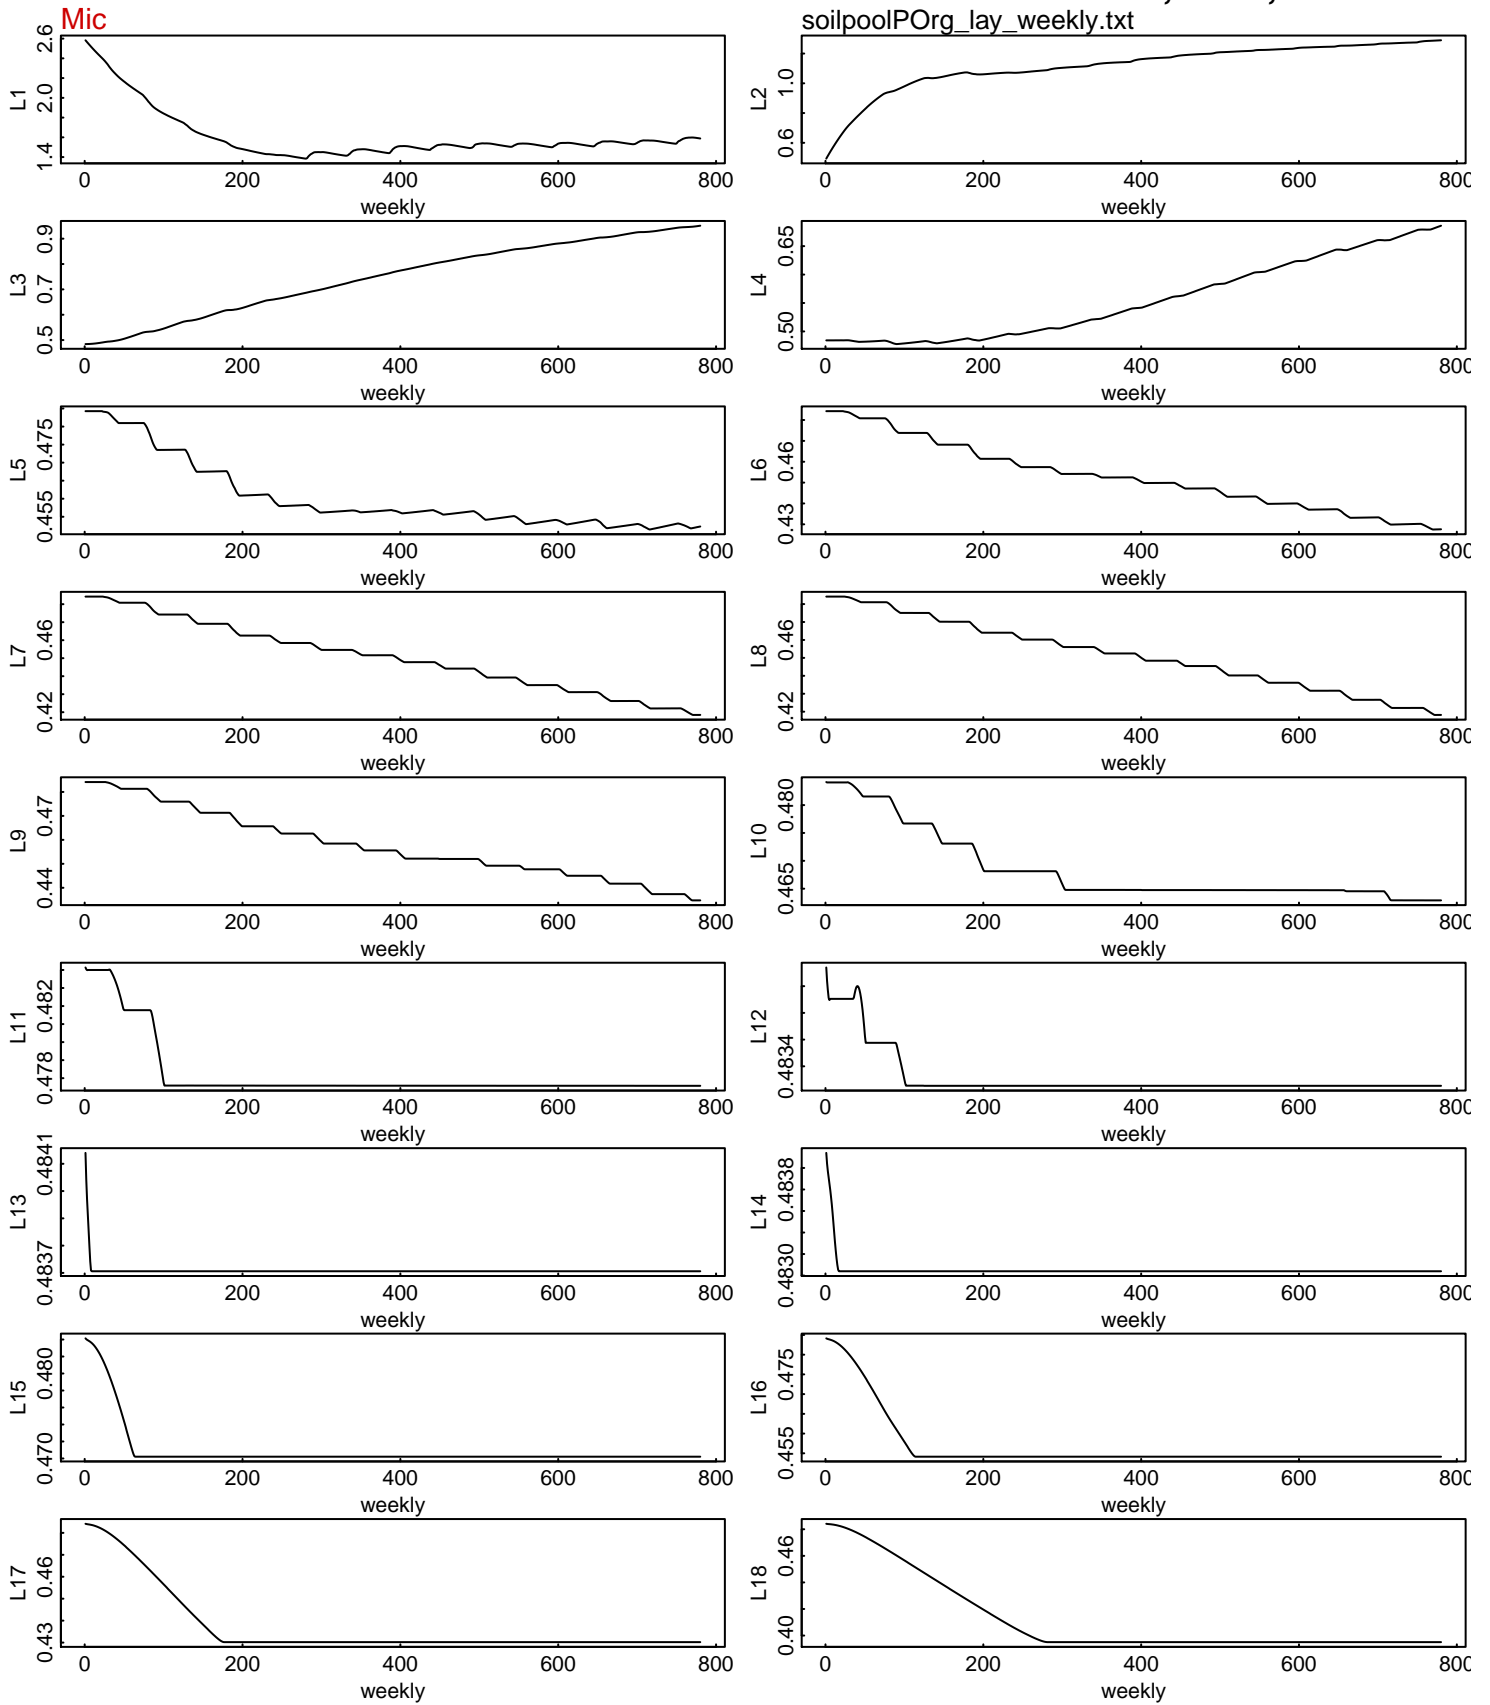 Mic
soilpoolPOrg_lay_weekly.txt
L1
1.4 2.0 2.6
0 200 400 600 800
weekly
L2
0.6 1.0
0 200 400 600 800
weekly
L3
0.5 0.7 0.9
0 200 400 600 800
weekly
L4
0.50 0.65
0 200 400 600 800
weekly
L5
0.455 0.475
0 200 400 600 800
weekly
L6
0.43 0.46
0 200 400 600 800
weekly
L7
0.42 0.46
0 200 400 600 800
weekly
L8
0.42 0.46
0 200 400 600 800
weekly
L9
0.44 0.47
0 200 400 600 800
weekly
L10
0.465 0.480
0 200 400 600 800
weekly
L11
0.478 0.482
0 200 400 600 800
weekly
L12
0.4834
0 200 400 600 800
weekly
L13
0.4837 0.4841
0 200 400 600 800
weekly
L14
0.4830 0.4838
0 200 400 600 800
weekly
L15
0.470 0.480
0 200 400 600 800
weekly
L16
0.455 0.475
0 200 400 600 800
weekly
L17
0.43 0.46
0 200 400 600 800
weekly
L18
0.40 0.46
0 200 400 600 800
weekly